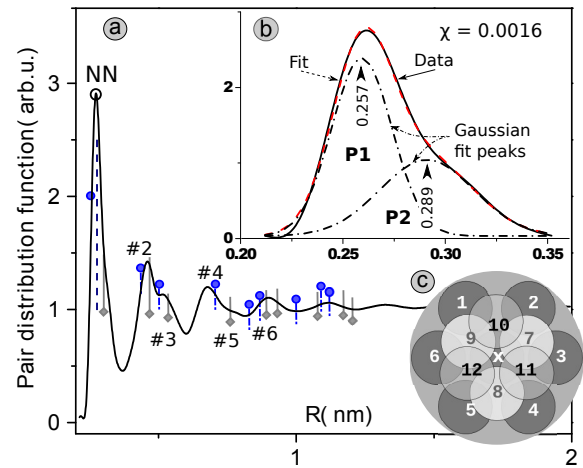 a
b
χ = 0.0016
NN
3
Fit
Data
2
0.257
Gaussian
fit peaks
P1
P2
0.289
0
0.20
0.25
0.30
0.35
Pair distribution function( arb.u.)
2
#2
#3
#4
#5
#6
1
0
R( nm)
1
2
c
1
2
10
9
7
6
x
3
12
11
8
5
4